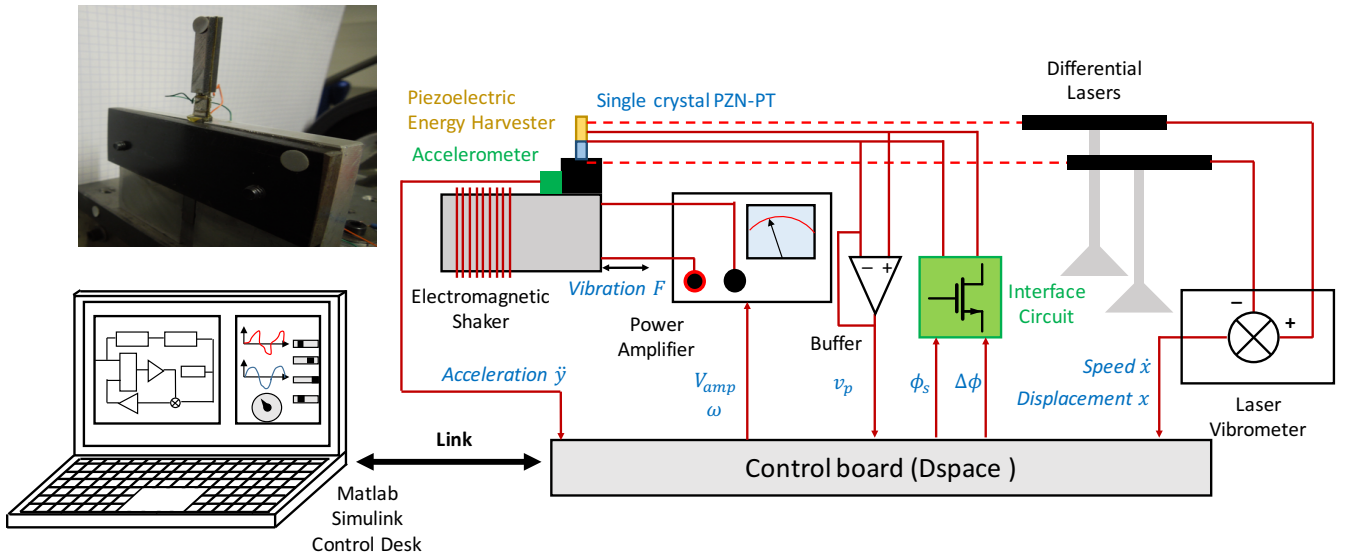 Differential
Lasers
Piezoelectric
Energy Harvester
Single crystal PZN-PT
Accelerometer
− +
Vibration F
Electromagnetic
Shaker
Power
Amplifier
Buffer
Interface
Circuit
−
+
Acceleration ÿ
V_amp
ω
v_p
ϕ_s
Δϕ
Speed ẋ
Displacement x
Laser
Vibrometer
Link
Control board (Dspace )
Matlab
Simulink
Control Desk